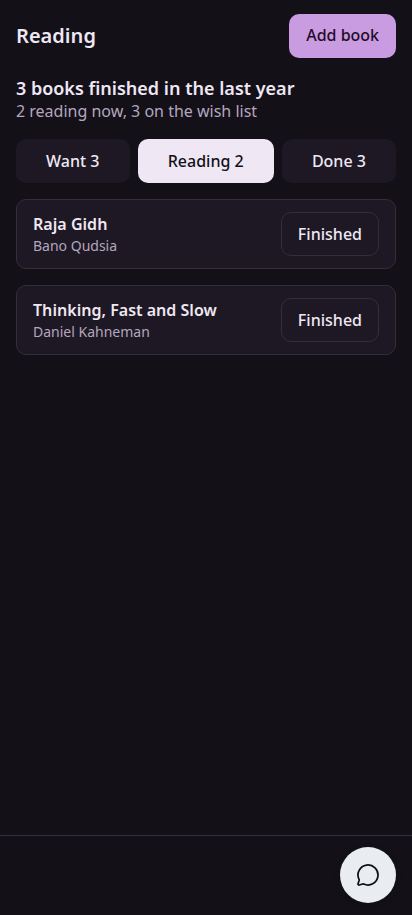 Reading
Add book
3 books finished in the last year
2 reading now, 3 on the wish list
Want 3
Reading 2
Done 3
Raja Gidh
Bano Qudsia
Finished
Thinking, Fast and Slow
Daniel Kahneman
Finished